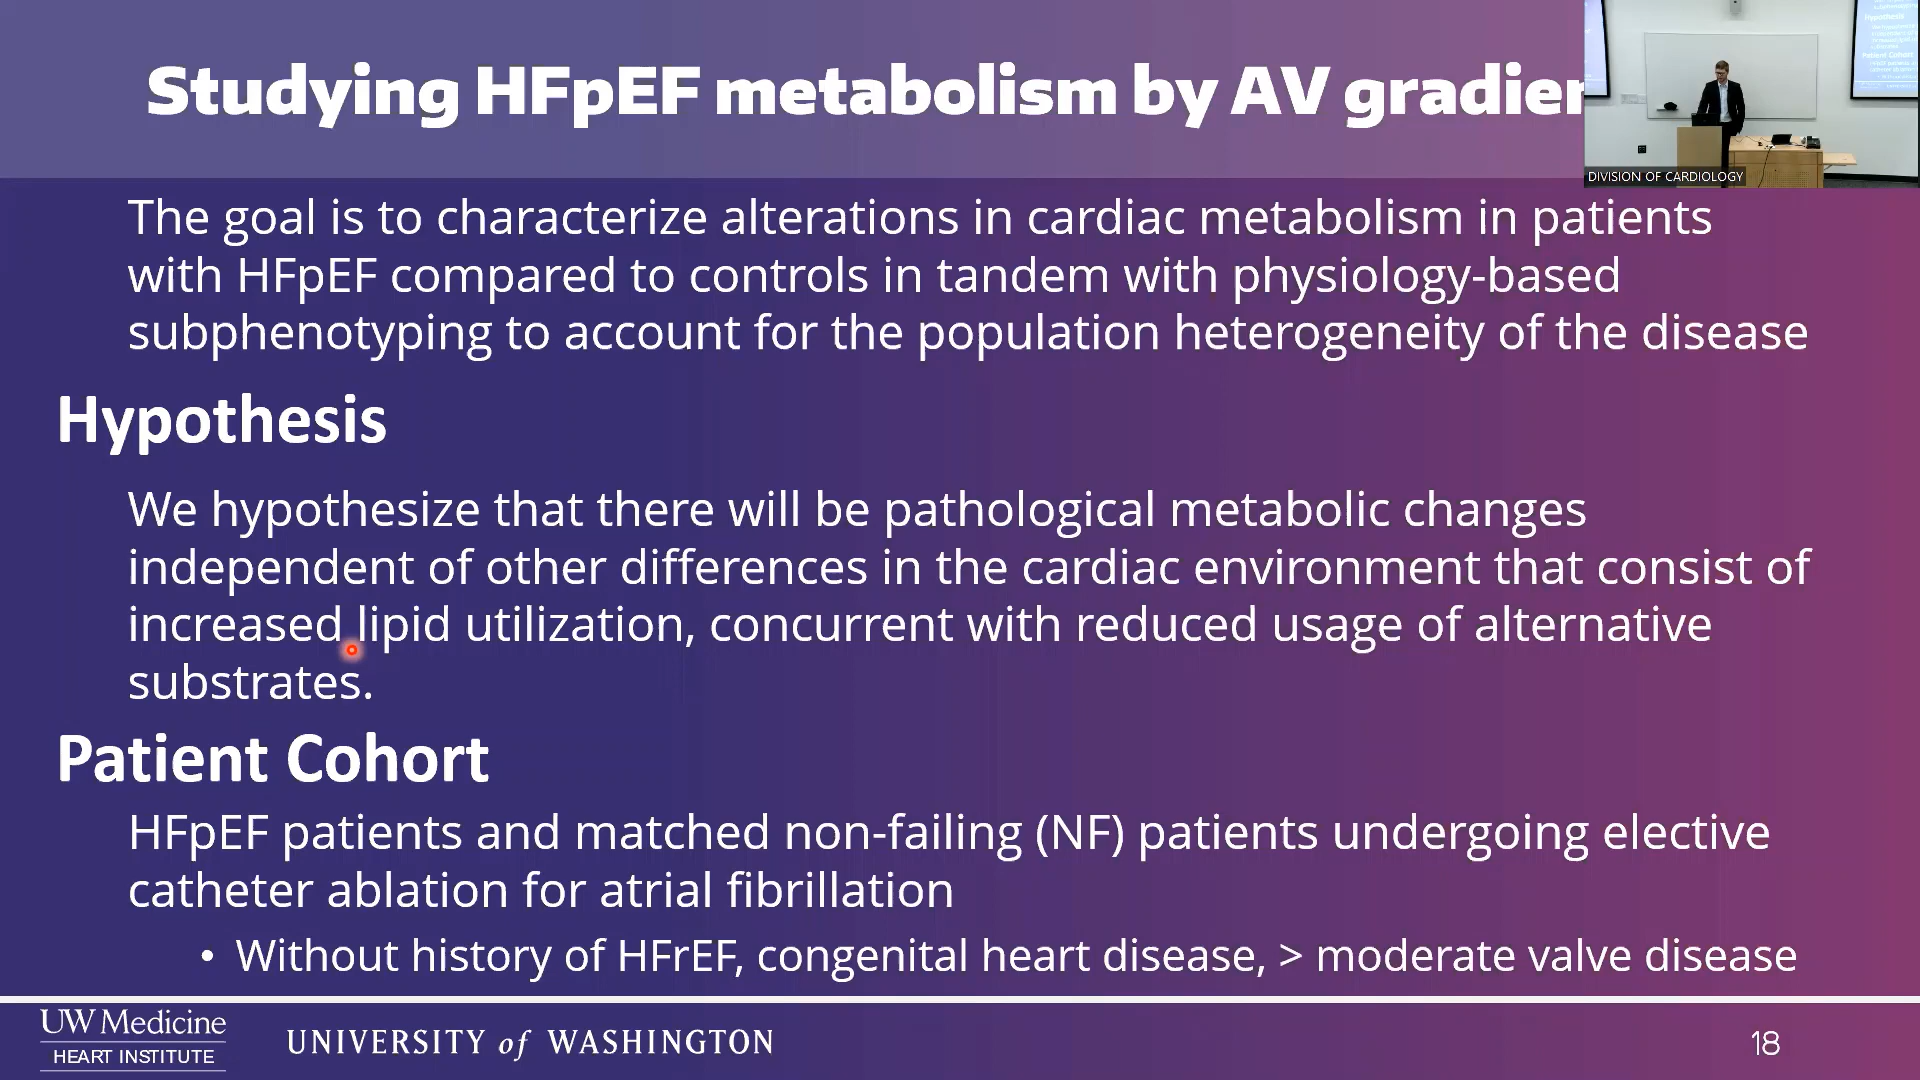 Studying HFpEF metabolism by AV gradien
DIVISION OF CARDIOLOGY
The goal is to characterize alterations in cardiac metabolism in patients
with HFpEF compared to controls in tandem with physiology-based
subphenotyping to account for the population heterogeneity of the disease
Hypothesis
We hypothesize that there will be pathological metabolic changes
independent of other differences in the cardiac environment that consist of
increased lipid utilization, concurrent with reduced usage of alternative
substrates.
Patient Cohort
HFpEF patients and matched non-failing (NF) patients undergoing elective
catheter ablation for atrial fibrillation
• Without history of HFrEF, congenital heart disease, > moderate valve disease
UW Medicine
HEART INSTITUTE
UNIVERSITY of WASHINGTON
18